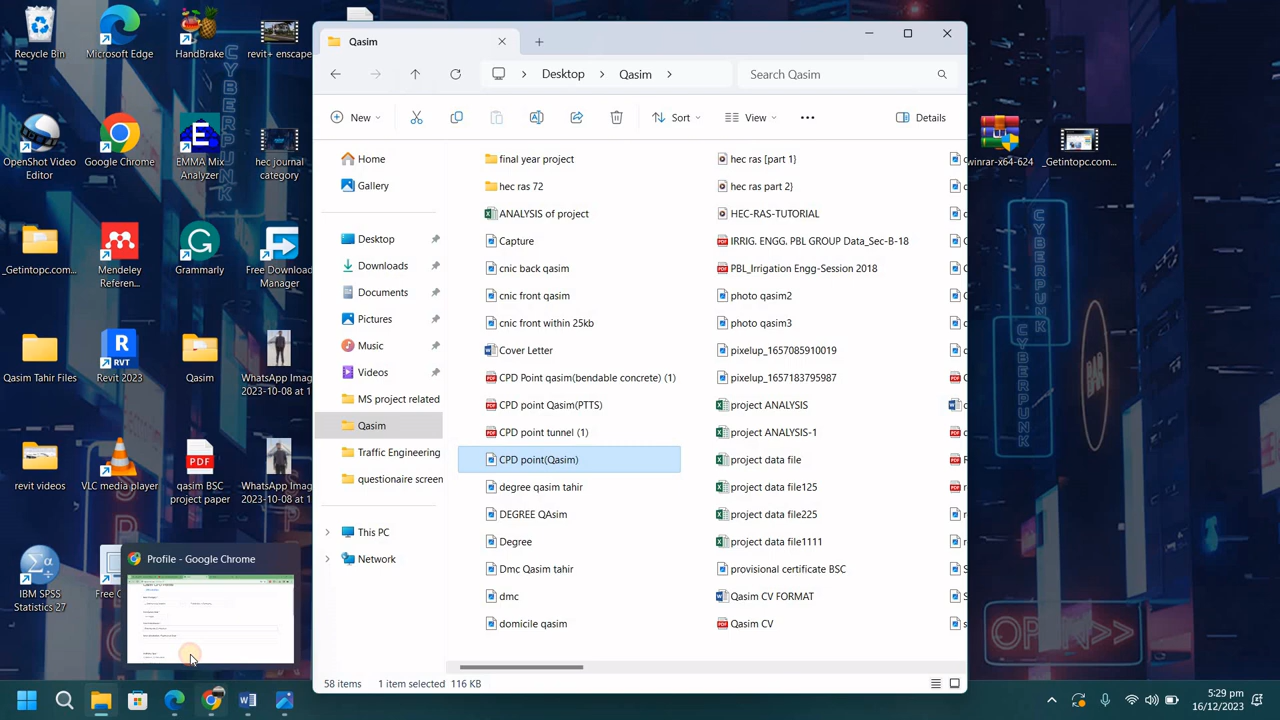 Recycle Bin
Microsoft Edge
HandBrake
revit+ enscape
OpenShot Video Editor
Google Chrome
EMMA Mix Analyzer
hec journal category
_Getintopc.com...
Mendeley Referen...
Grammarly
Free Download Manager
Qasim Tahir Files
Revit 2023
Qasim
WhatsApp Imag 2023-10-08 at 1
revit videos
VLC media player
qasim BSC project paper
WhatsApp Imag 2023-10-08 at 1
IBM SPSS Statistics
Free
CYBERPUNK
Profile - Google Chrome
Qasim
Desktop
Qasim
Search Qasim
New
Sort
View
Details
Home
Gallery
Desktop
Downloads
Documents
Pictures
Music
Videos
MS project related
Qasim
Traffic Engineering
questionaire screen
This PC
Network
final year project
hec ras 72
ANALYSIS of project
Capture
cnic back qasim
cnic front qasim
cnic front within 25kb
Cover Letter
CPD Point qasim(bendable concrete) (1)
CPD point Qasim(PTTS)
CPD point tunnel (1)
CPD point(Qasim)
degree qasim tahir
DEGREE QAsim
Degree
Dmc Qasim tahir
dmc
domicile qasim
hec ras [part 1}
hec ras part 2}
HEC-RAS-TUTORIAL
IRRIG. ENGG. PBL GROUP Data_Sec-B-18
PBL_Irrigation Engg-Session 2018
photo qasim2
photo qasim3
pixelup_1657085910019
pixelup_1657183795987
project ANALYSIS
project ANALYSIS-1
project data file
project data file125
project data file225
project data file1111
provisional certificate BSC
Qasim CV FORMAT
Qasim CV
58 items
1 item selected
116 KB
winrar-x64-624
_Getintopc.com...
CYBERPUNK
CYBERPUNK
5:29 pm
16/12/2023